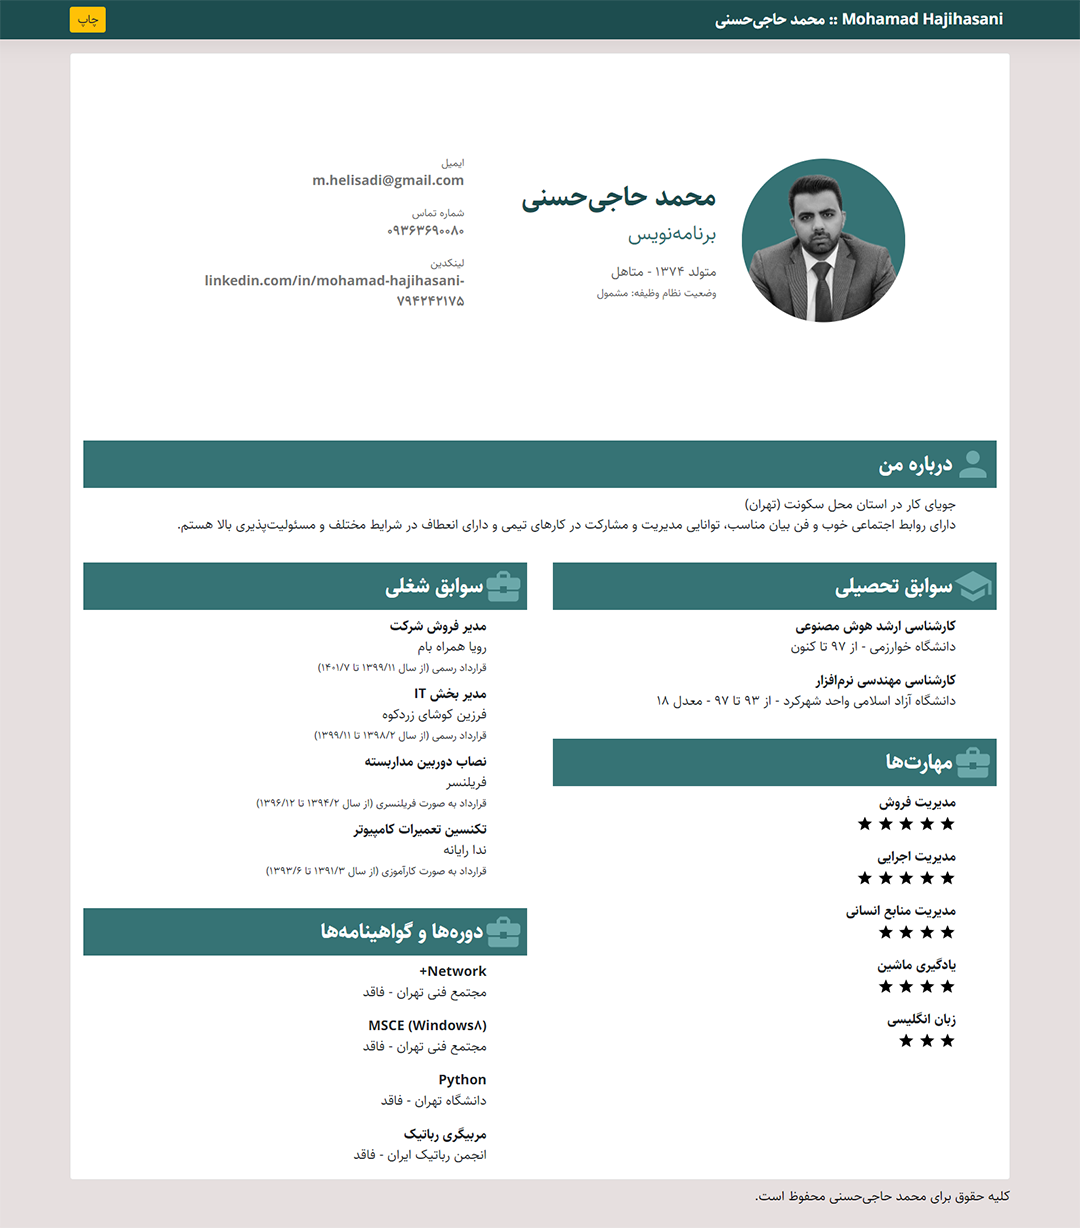 Mohamad Hajihasani :: محمد حاجی‌حسنی
چاپ
محمد حاجی‌حسنی
برنامه‌نویس
متولد ۱۳۷۴ - متاهل
وضعیت نظام وظیفه: مشمول
ایمیل
m.helisadi@gmail.com
شماره تماس
۰۹۳۶۳۶۹۰۰۸۰
لینکدین
linkedin.com/in/mohamad-hajihasani-
۷۹۴۲۴۲۱۷۵
درباره من
جویای کار در استان محل سکونت (تهران)
دارای روابط اجتماعی خوب و فن بیان مناسب، توانایی مدیریت و مشارکت در کارهای تیمی و دارای انعطاف در شرایط مختلف و مسئولیت‌پذیری بالا هستم.
سوابق تحصیلی
کارشناسی ارشد هوش مصنوعی
دانشگاه خوارزمی - از ۹۷ تا کنون
کارشناسی مهندسی نرم‌افزار
دانشگاه آزاد اسلامی واحد شهرکرد - از ۹۳ تا ۹۷ - معدل ۱۸
مهارت‌ها
مدیریت فروش
★ ★ ★ ★ ★
مدیریت اجرایی
★ ★ ★ ★ ★
مدیریت منابع انسانی
★ ★ ★ ★
یادگیری ماشین
★ ★ ★ ★
زبان انگلیسی
★ ★ ★
سوابق شغلی
مدیر فروش شرکت
رویا همراه بام
قرارداد رسمی (از سال ۱۳۹۹/۱۱ تا ۱۴۰۱/۷)
مدیر بخش IT
فرزین کوشای زردکوه
قرارداد رسمی (از سال ۱۳۹۸/۲ تا ۱۳۹۹/۱۱)
نصاب دوربین مداربسته
فریلنسر
قرارداد به صورت فریلنسری (از سال ۱۳۹۴/۲ تا ۱۳۹۶/۱۲)
تکنسین تعمیرات کامپیوتر
ندا رایانه
قرارداد به صورت کارآموزی (از سال ۱۳۹۱/۳ تا ۱۳۹۳/۶)
دوره‌ها و گواهینامه‌ها
+Network
مجتمع فنی تهران - فاقد
MSCE (Windows۸)
مجتمع فنی تهران - فاقد
Python
دانشگاه تهران - فاقد
مربیگری رباتیک
انجمن رباتیک ایران - فاقد
کلیه حقوق برای محمد حاجی‌حسنی محفوظ است.